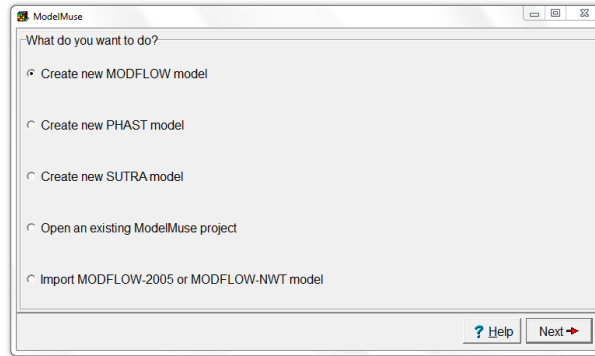 ModelMuse
What do you want to do?
Create new MODFLOW model
Create new PHAST model
Create new SUTRA model
Open an existing ModelMuse project
Import MODFLOW-2005 or MODFLOW-NWT model
? Help Next